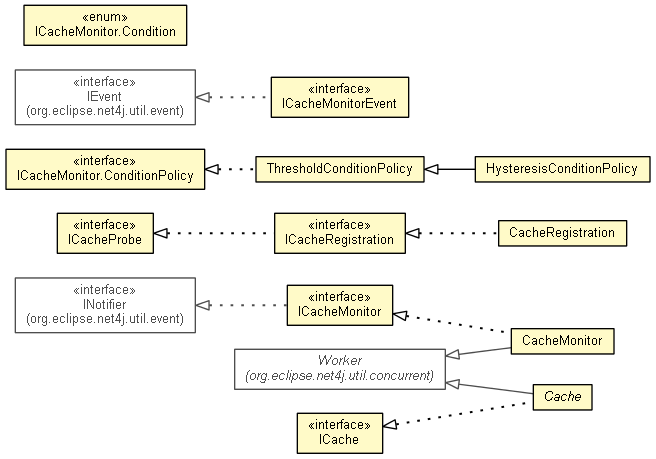 «enum»
ICacheMonitor.Condition
«interface»
IEvent
(org.eclipse.net4j.util.event)
«interface»
ICacheMonitorEvent
«interface»
ICacheMonitor.ConditionPolicy
ThresholdConditionPolicy
HysteresisConditionPolicy
«interface»
ICacheProbe
«interface»
ICacheRegistration
CacheRegistration
«interface»
INotifier
(org.eclipse.net4j.util.event)
«interface»
ICacheMonitor
CacheMonitor
Worker
(org.eclipse.net4j.util.concurrent)
Cache
«interface»
ICache